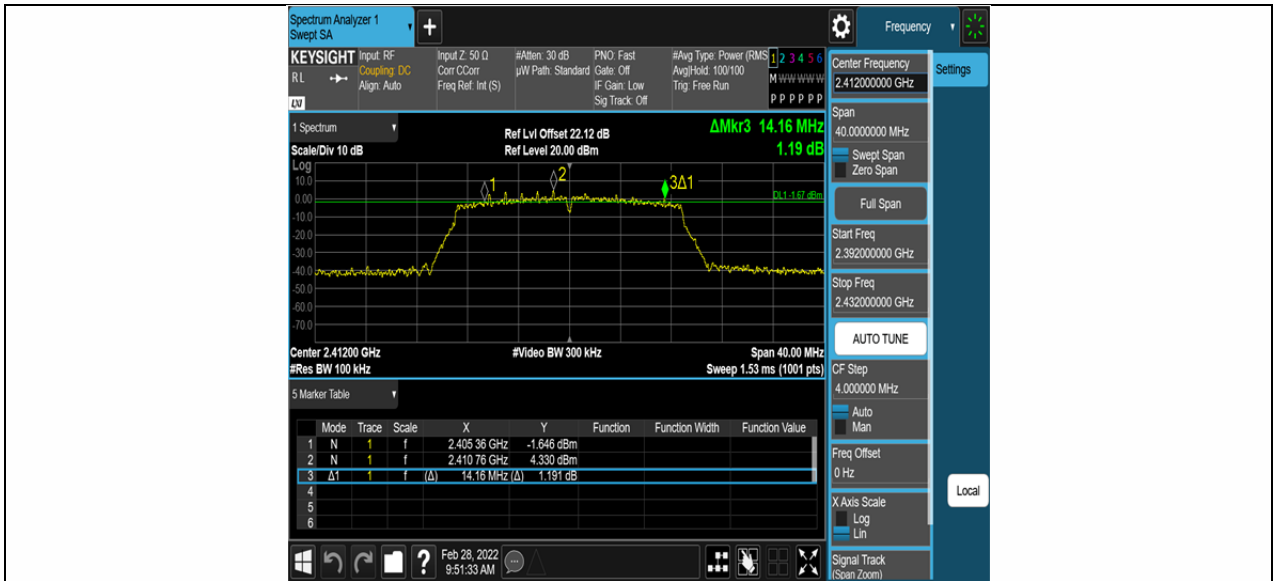 Spectrum Analyzer 1
Swept SA
Frequency
KEYSIGHT Input: RF Input Z: 50 Ω #Atten: 30 dB PNO: Fast #Avg Type: Power (RMS 1 2 3 4 5 6
R L Coupling: DC Corr CCorr µW Path: Standard Gate: Off Avg|Hold: 100/100 M W W W W W
Align: Auto Freq Ref: Int (S) IF Gain: Low Trig: Free Run
Sig Track: Off P P P P P P
LXI
1 Spectrum
Ref Lvl Offset 22.12 dB
ΔMkr3 14.16 MHz
Scale/Div 10 dB Ref Level 20.00 dBm 1.19 dB
Log
10.0
0.00
-10.0
-20.0
-30.0
-40.0
-50.0
-60.0
-70.0
1
2
3Δ1
DL1 -1.67 dBm
Center 2.41200 GHz #Video BW 300 kHz Span 40.00 MHz
#Res BW 100 kHz Sweep 1.53 ms (1001 pts)
5 Marker Table
Mode Trace Scale X Y Function Function Width Function Value
1 N 1 f 2.405 36 GHz -1.646 dBm
2 N 1 f 2.410 76 GHz 4.330 dBm
3 Δ1 1 f (Δ) 14.16 MHz (Δ) 1.191 dB
4
5
6
Feb 28, 2022
9:51:33 AM
Center Frequency
2.412000000 GHz
Span
40.0000000 MHz
Swept Span
Zero Span
Full Span
Start Freq
2.392000000 GHz
Stop Freq
2.432000000 GHz
AUTO TUNE
CF Step
4.000000 MHz
Auto
Man
Freq Offset
0 Hz
X Axis Scale
Log
Lin
Signal Track
(Span Zoom)
Settings
Local